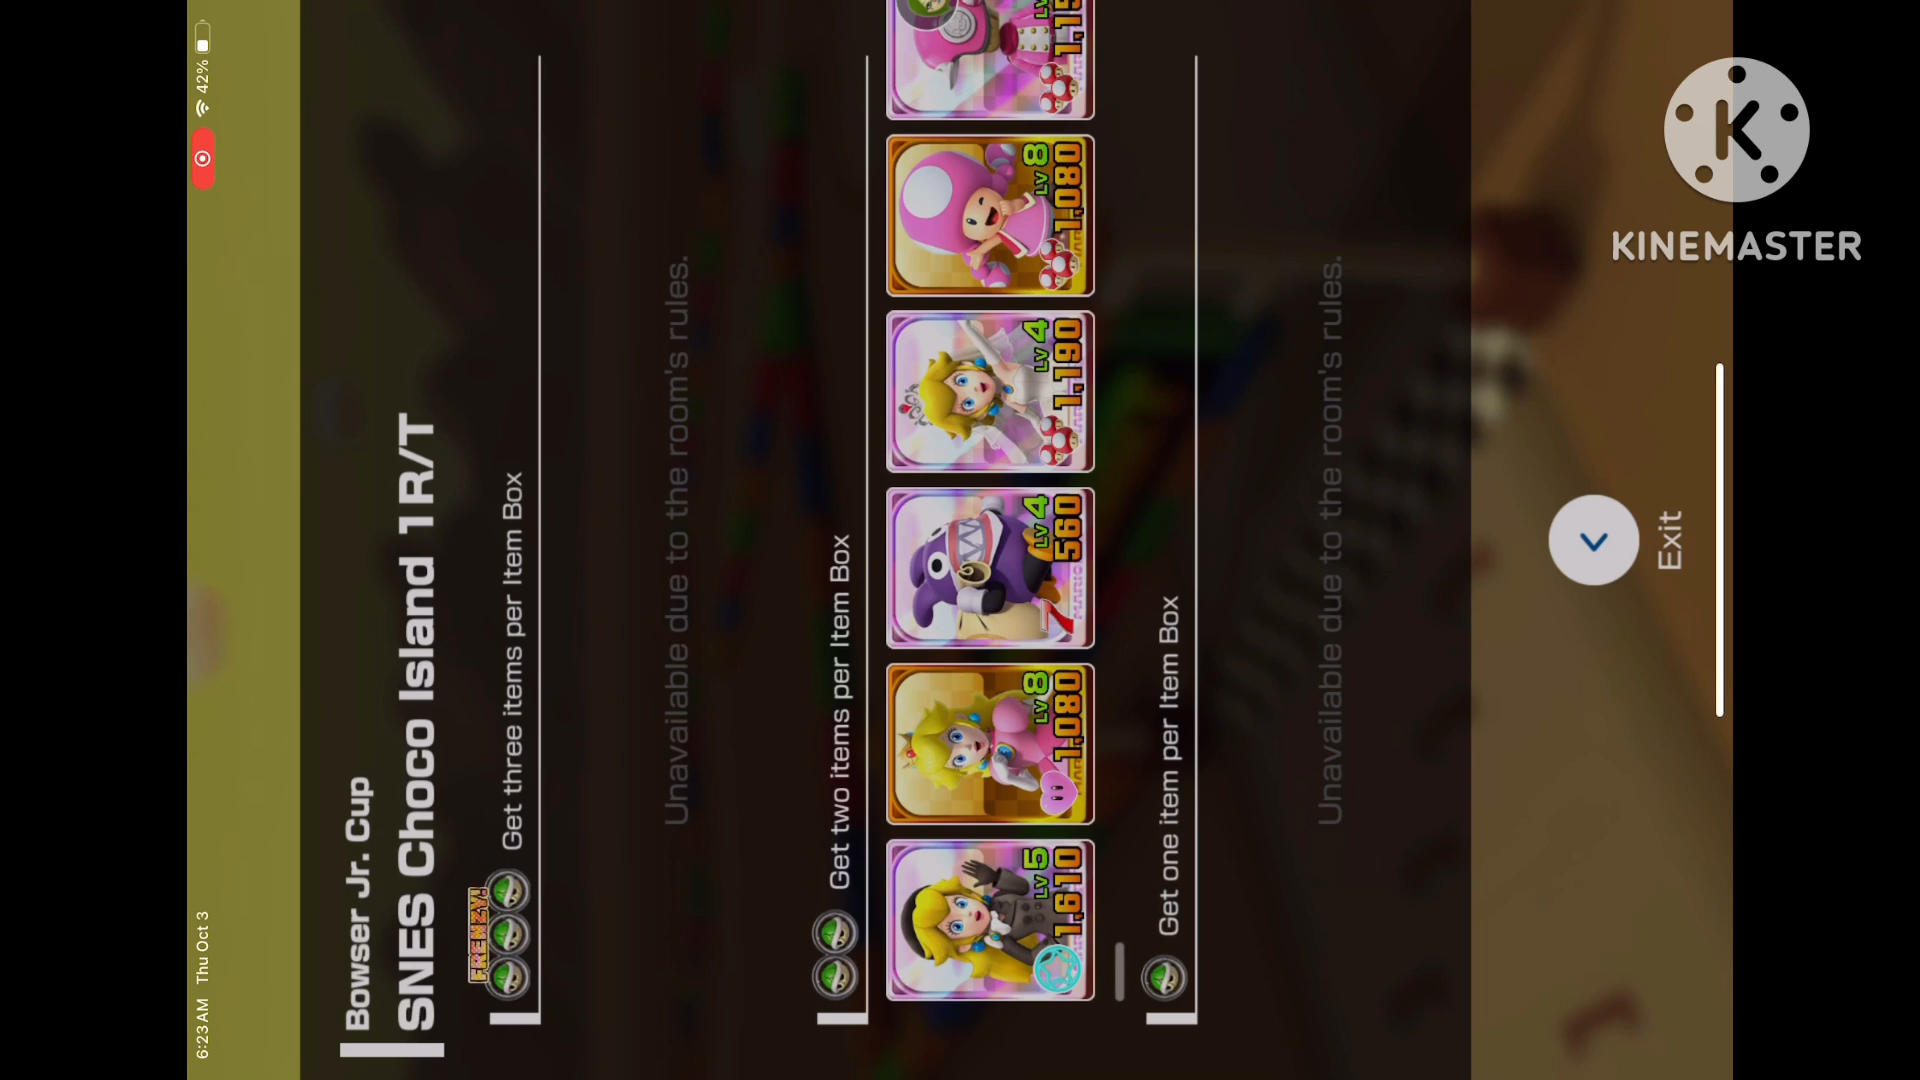 6:23 AM Thu Oct 3
42%
Bowser Jr. Cup
SNES Choco Island 1R/T
FRENZY!
Get three items per Item Box
Unavailable due to the room's rules.
Get two items per Item Box
Lv 5
1,610
Lv 8
1,080
Lv 4
560
Lv 4
1,190
Lv 8
1,080
Get one item per Item Box
Unavailable due to the room's rules.
Exit
K
KINEMASTER